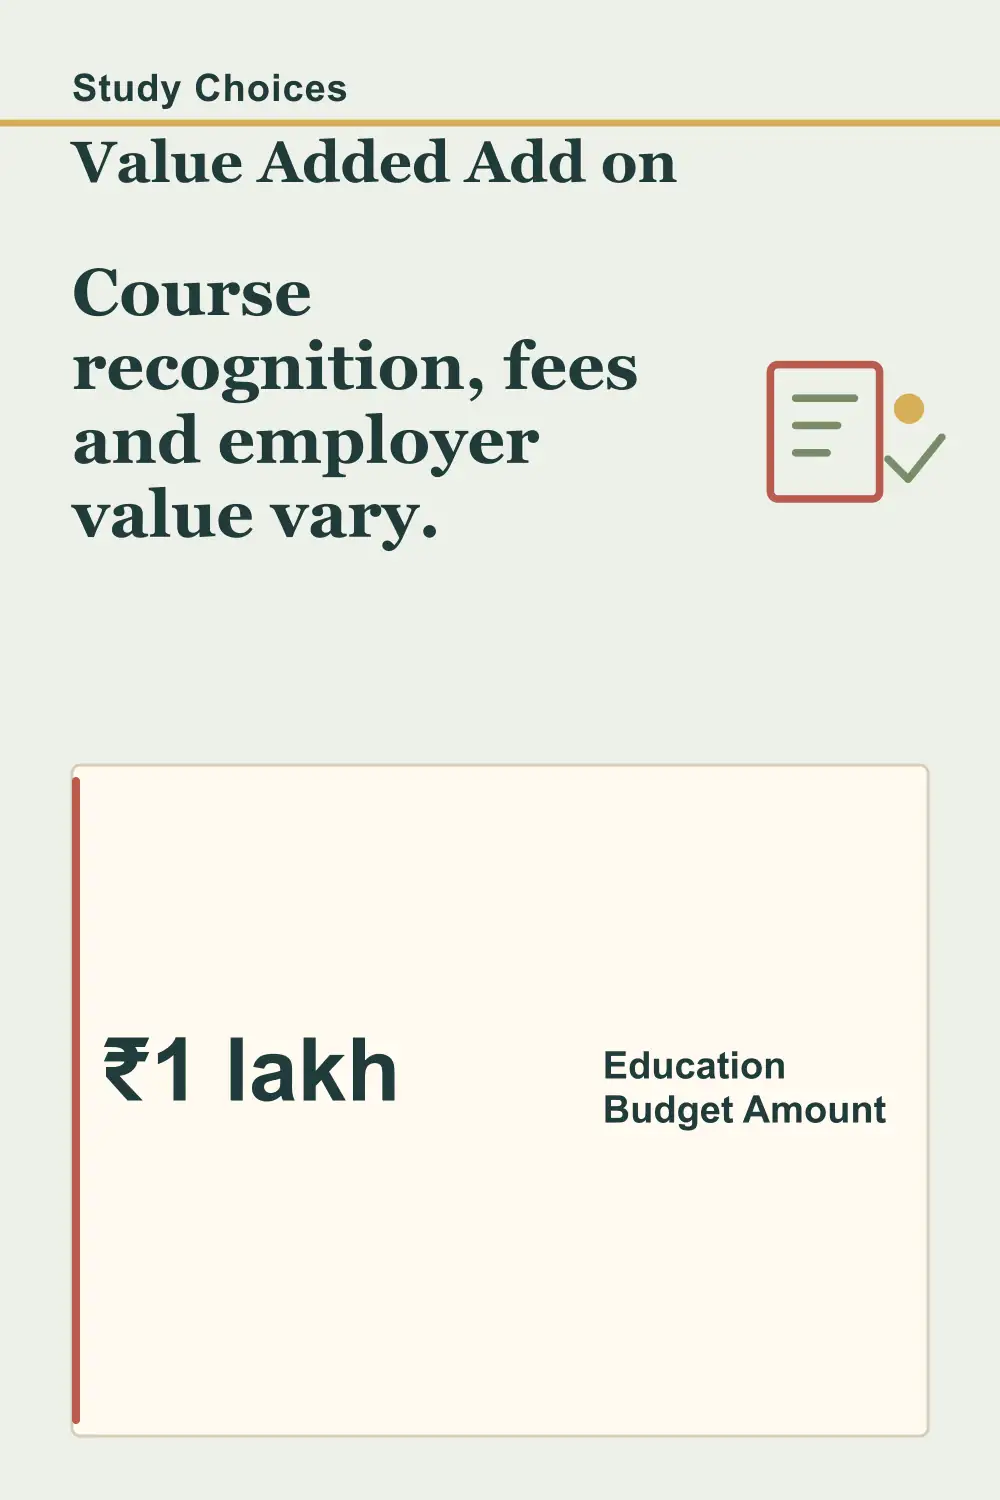 Study Choices
Value Added Add on
Course
recognition, fees
and employer
value vary.
₹1 lakh
Education
Budget Amount